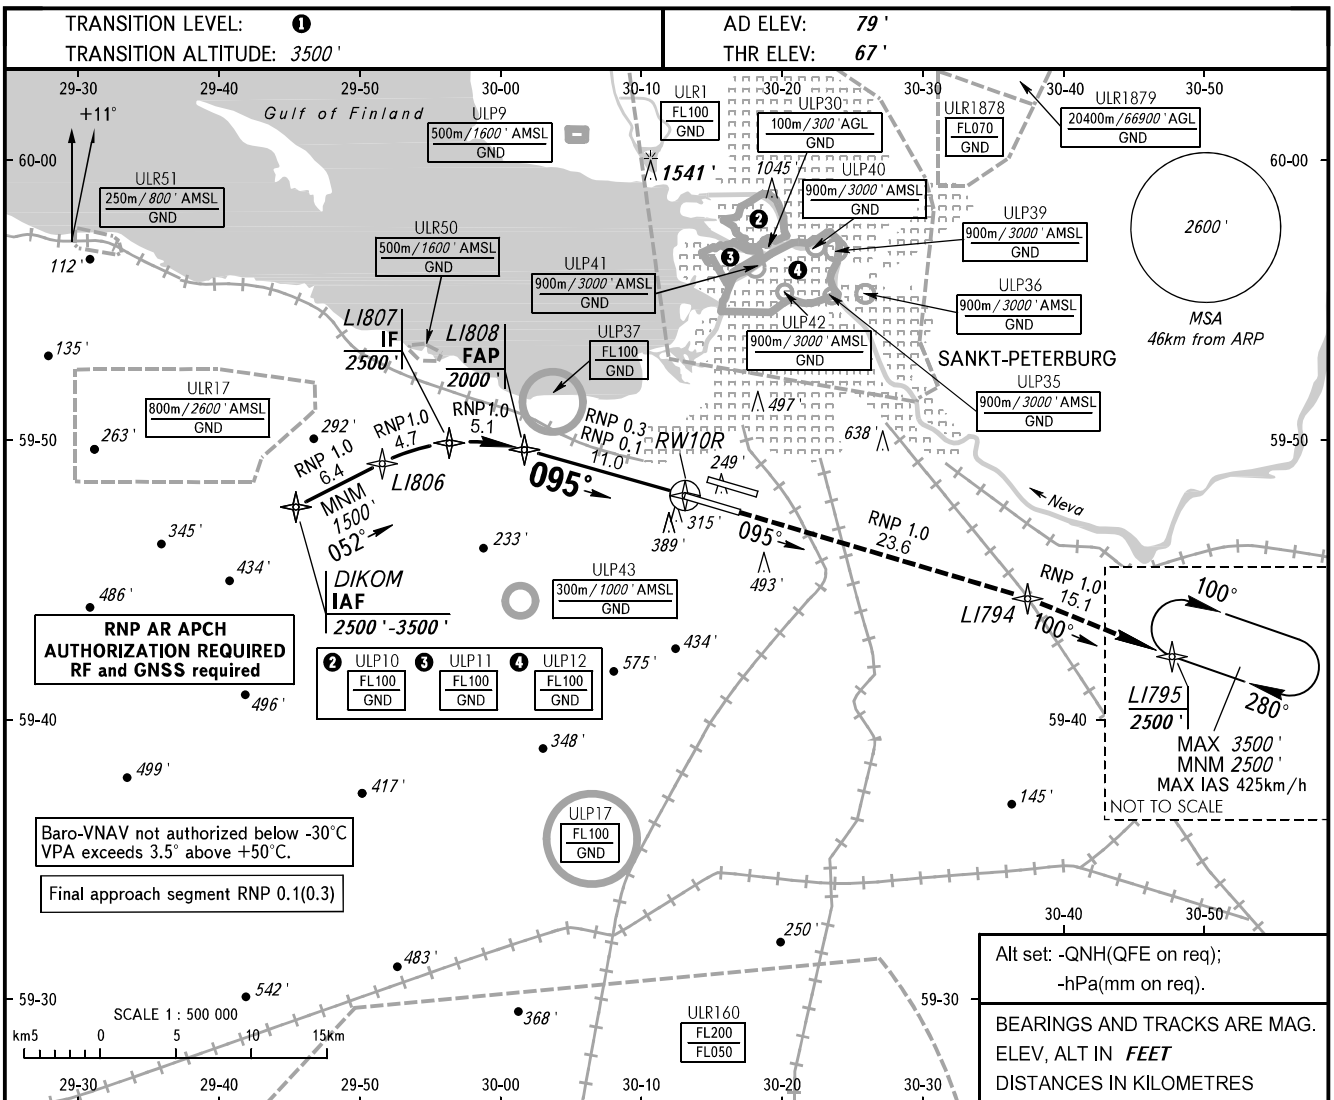 TRANSITION LEVEL: ❶
TRANSITION ALTITUDE: 3500'
AD ELEV: 79'
THR ELEV: 67'
29-30
29-40
29-50
30-00
30-10
30-20
30-30
30-40
30-50
+11°
Gulf of Finland
ULP9
500m/1600' AMSL
GND
ULR1
FL100
GND
ULP30
100m/300' AGL
GND
ULR1878
FL070
GND
ULR1879
20400m/66900' AGL
GND
60-00
60-00
1541'
1045'
ULR51
250m/800' AMSL
GND
ULP40
900m/3000' AMSL
GND
ULP39
900m/3000' AMSL
GND
2600'
MSA
46km from ARP
112'
ULR50
500m/1600' AMSL
GND
ULP41
900m/3000' AMSL
GND
❷
❸
❹
ULP36
900m/3000' AMSL
GND
ULP42
900m/3000' AMSL
GND
LI807
IF
2500'
LI808
FAP
2000'
ULP37
FL100
GND
SANKT-PETERBURG
ULP35
900m/3000' AMSL
GND
135'
ULR17
800m/2600' AMSL
GND
263'
292'
497'
638'
59-50
RNP 1.0
6.4
RNP1.0
4.7
RNP1.0
5.1
RNP 0.3
RNP 0.1
11.0
RW10R
249'
LI806
MNM
1500'
052°
095°
315'
389'
095°
493'
RNP 1.0
23.6
Neva
345'
434'
233'
486'
DIKOM
IAF
2500'-3500'
ULP43
300m/1000' AMSL
GND
LI794
RNP 1.0
15.1
100°
100°
280°
LI795
2500'
MAX 3500'
MNM 2500'
MAX IAS 425km/h
NOT TO SCALE
RNP AR APCH
AUTHORIZATION REQUIRED
RF and GNSS required
❷ ULP10
FL100
GND
❸ ULP11
FL100
GND
❹ ULP12
FL100
GND
434'
575'
496'
59-40
59-40
348'
499'
417'
145'
ULP17
FL100
GND
Baro-VNAV not authorized below -30°C
VPA exceeds 3.5° above +50°C.
Final approach segment RNP 0.1(0.3)
30-40
30-50
250'
483'
542'
368'
59-30
59-30
ULR160
FL200
FL050
SCALE 1 : 500 000
km5 0 5 10 15km
29-30
29-40
29-50
30-00
30-10
30-20
30-30
Alt set: -QNH(QFE on req);
-hPa(mm on req).
BEARINGS AND TRACKS ARE MAG.
ELEV, ALT IN FEET
DISTANCES IN KILOMETRES